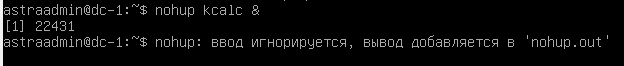 astraadmin@dc-1:~$ nohup kcalc &
[1] 22431
astraadmin@dc-1:~$ nohup: ввод игнорируется, вывод добавляется в 'nohup.out'